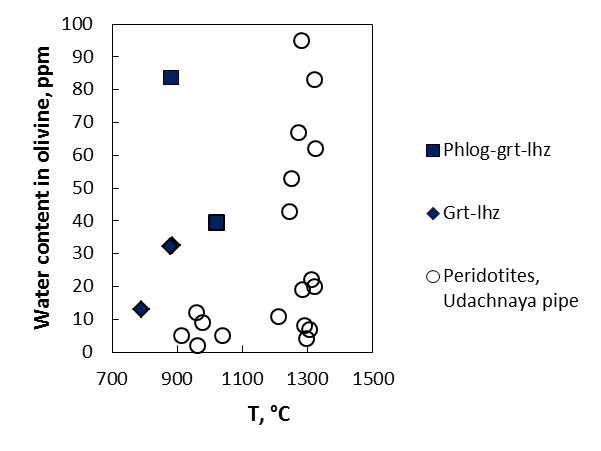 100
90
80
70
60
50
40
30
20
10
0
700 900 1100 1300 1500
Water content in olivine, ppm
T, °C
Phlog-grt-lhz
Grt-lhz
Peridotites,
Udachnaya pipe